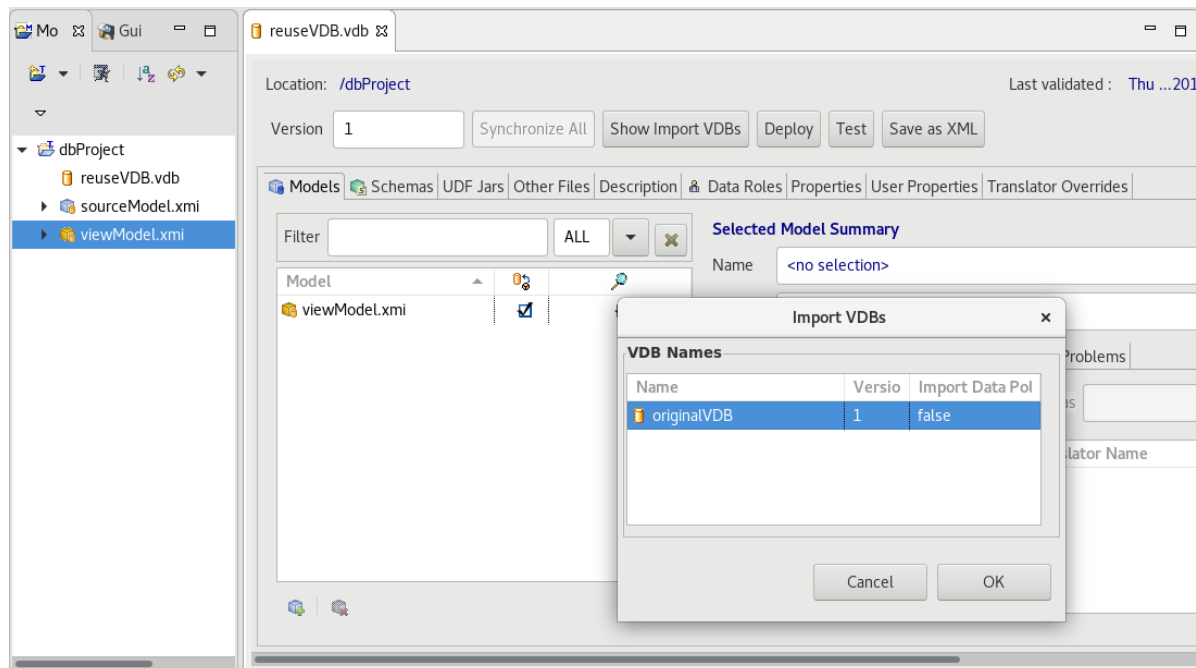 Mo Gui
reuseVDB.vdb
Location: /dbProject Last validated : Thu ...201
Version 1 Synchronize All Show Import VDBs Deploy Test Save as XML
dbProject
reuseVDB.vdb
sourceModel.xmi
viewModel.xmi
Models Schemas UDF Jars Other Files Description Data Roles Properties User Properties Translator Overrides
Filter ALL
Selected Model Summary
Name <no selection>
Model
viewModel.xmi
Import VDBs
VDB Names
Name Versio Import Data Pol
originalVDB 1 false
Cancel OK
Problems
as
lator Name